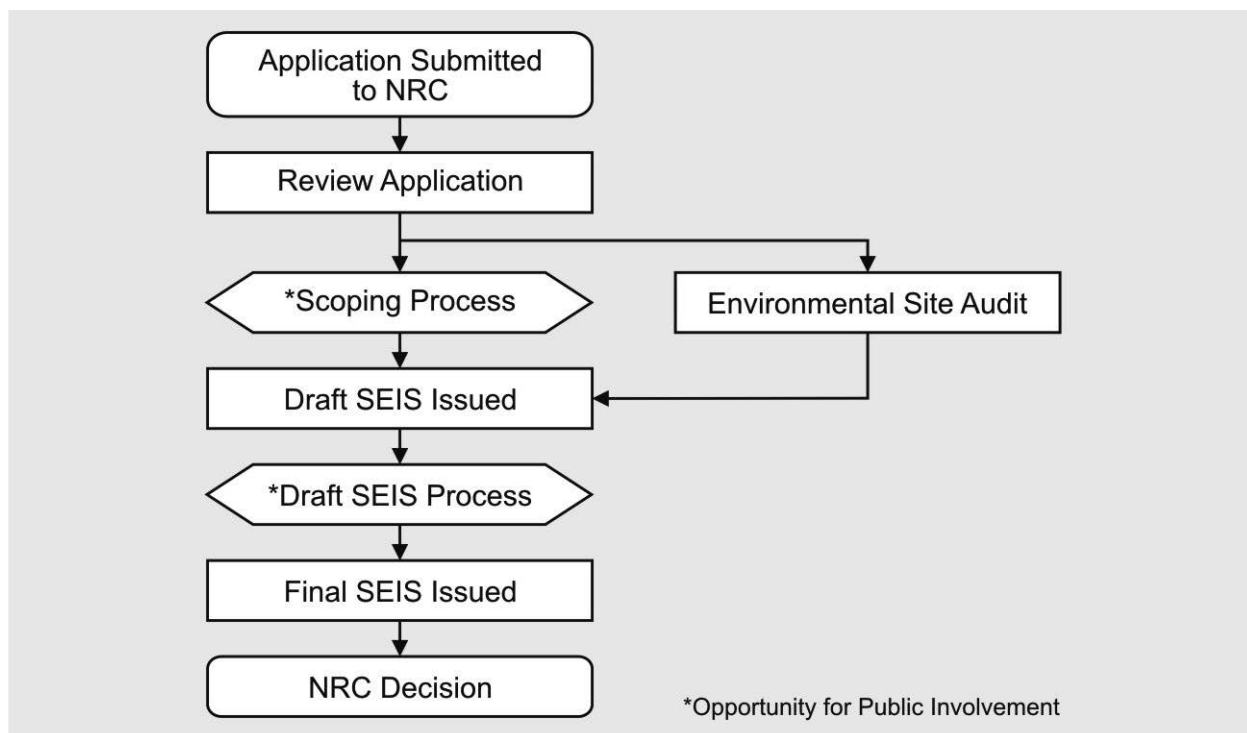 Application Submitted
to NRC
Review Application
*Scoping Process
Environmental Site Audit
Draft SEIS Issued
*Draft SEIS Process
Final SEIS Issued
NRC Decision
*Opportunity for Public Involvement